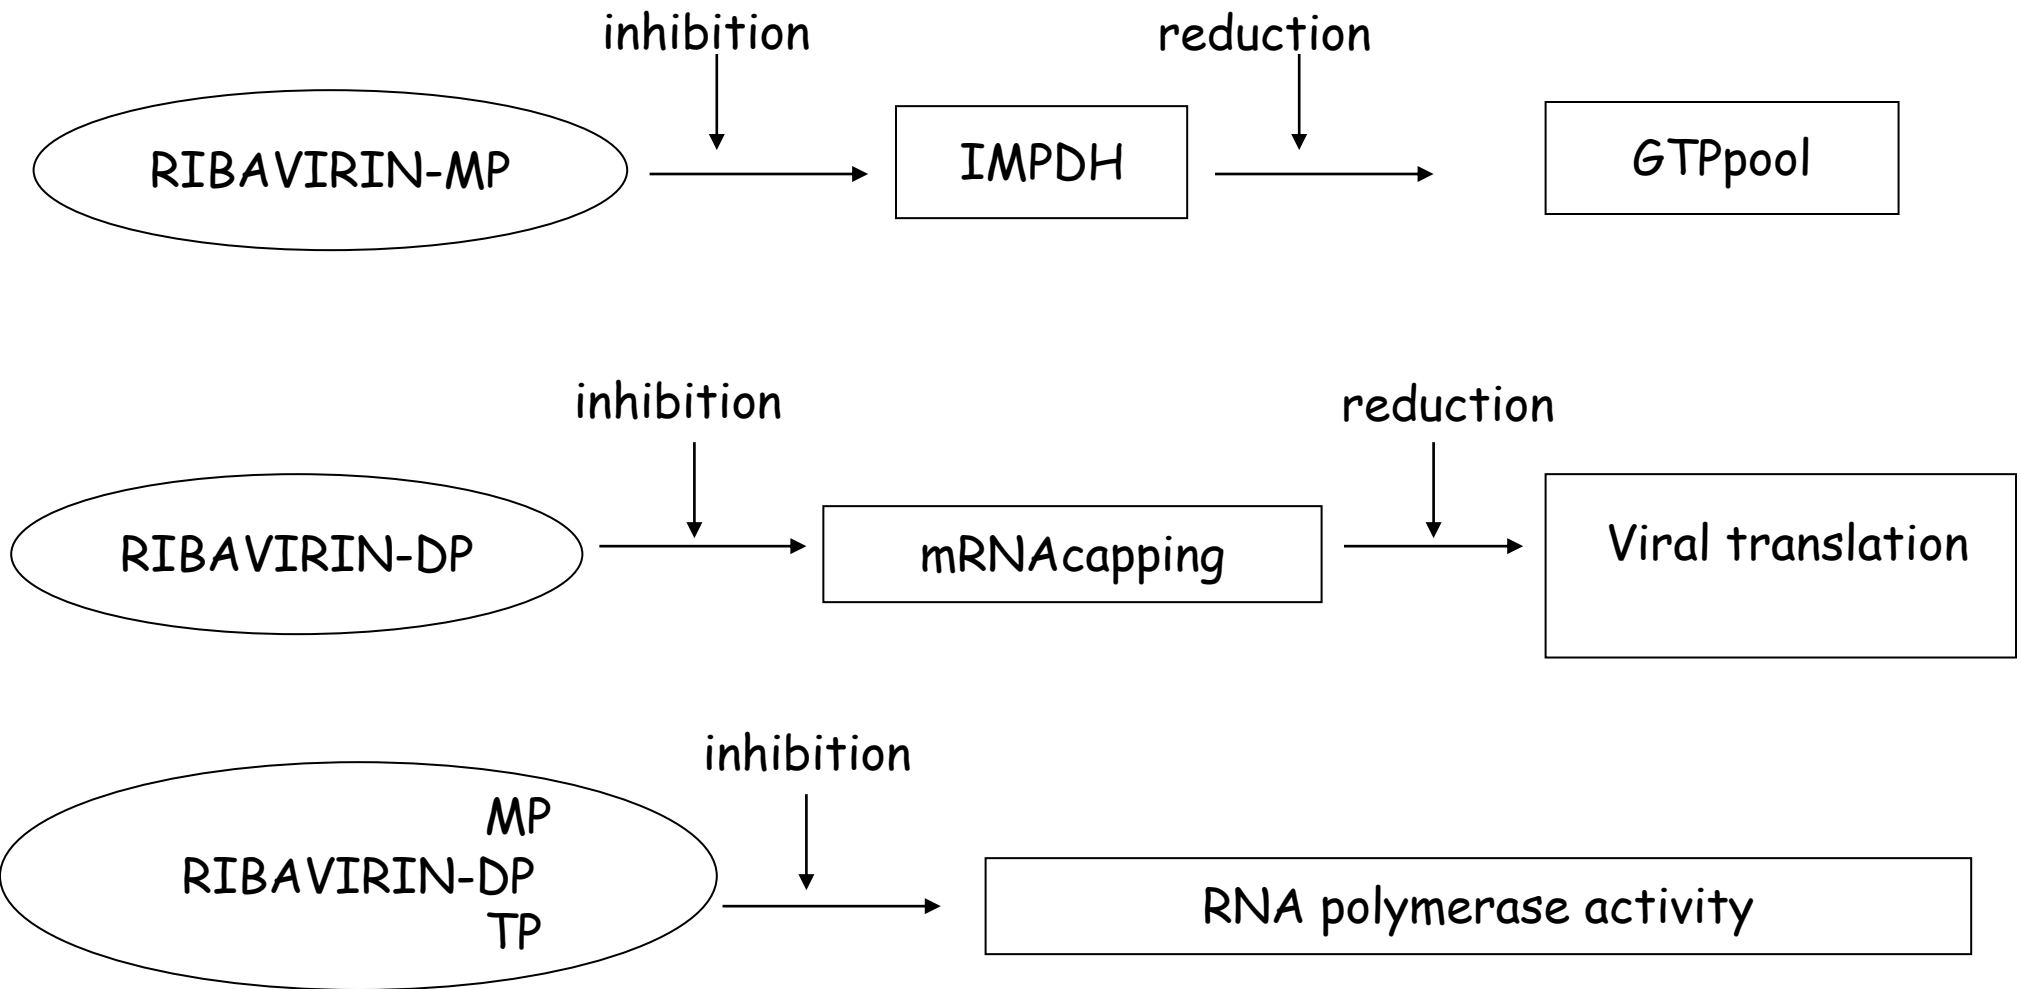 inhibition
reduction
RIBAVIRIN-MP
IMPDH
GTPpool
inhibition
reduction
RIBAVIRIN-DP
mRNAcapping
Viral translation
inhibition
MP
RIBAVIRIN-DP
TP
RNA polymerase activity